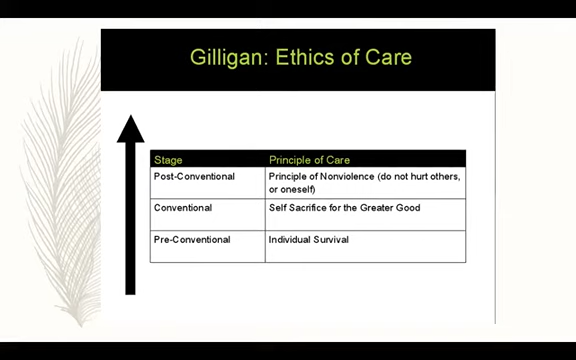 Gilligan: Ethics of Care
Stage Principle of Care
Post-Conventional Principle of Nonviolence (do not hurt others,
or oneself)
Conventional Self Sacrifice for the Greater Good
Pre-Conventional Individual Survival